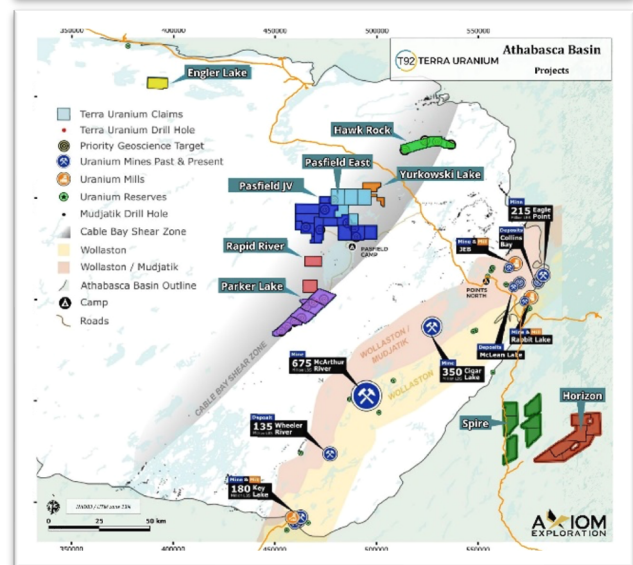 350000 400000 450000 500000 550000
T92 TERRA URANIUM
Athabasca Basin
Projects
Engler Lake
Terra Uranium Claims
Terra Uranium Drill Hole
Priority Geoscience Target
Uranium Mines Past & Present
Uranium Mills
Uranium Reserves
Mudjatik Drill Hole
Cable Bay Shear Zone
Wollaston
Wollaston / Mudjatik
Athabasca Basin Outline
Camp
Roads
Hawk Rock
Pasfield East
Yurkowski Lake
Pasfield JV
PASFIELD
CAMP
Rapid River
Parker Lake
Mine
215 Eagle
Point
Deposits
Collins
Bay
Mine & Mill
JEB
POINTS
NORTH
Mine & Mill
Rabbit Lake
Deposits
McLean Lake
WOLLASTON /
MUDJATIK
WOLLASTON
CABLE BAY SHEAR ZONE
Mine
675 McArthur
River
Mine
350 Cigar
Lake
Deposit
135 Wheeler
River
Mine & Mill
180 Key
Lake
Spire
Horizon
0 25 50 km
AXIOM
EXPLORATION
350000 400000 450000 500000 550000